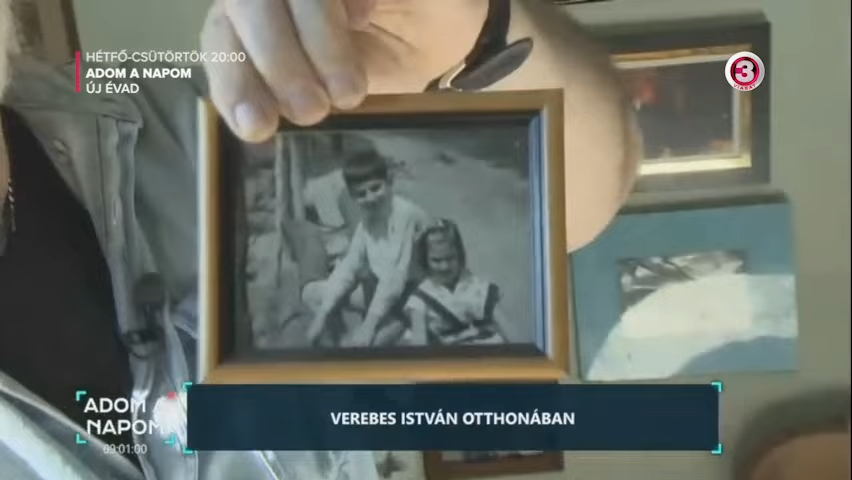 HÉTFŐ-CSÜTÖRTÖK 20:00
ADOM A NAPOM
ÚJ ÉVAD
3
VIASAT
ADOM
NAPOM
09:01:00
VEREBES ISTVÁN OTTHONÁBAN